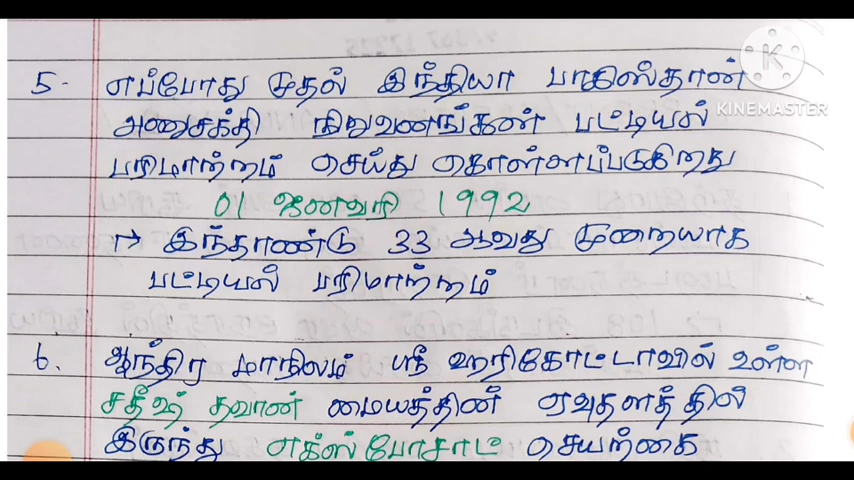 KINEMASTER
5. எப்போது முதல் இந்தியா பாகிஸ்தான்
அணுசக்தி நிறுவனங்கள் பட்டியல்
பரிமாற்றம் செய்து கொள்ளப்படுகிறது
01 ஜனவரி 1992
இந்தாண்டு 33 ஆவது முறையாக
பட்டியல் பரிமாற்றம்
6. ஆந்திர மாநிலம் ஸ்ரீ ஹரிகோட்டாவில் உள்ள
சதீஷ் தவான் மையத்தின் ஏவுதளத்தில்
இருந்து எக்ஸ்போசாட் செயற்கை